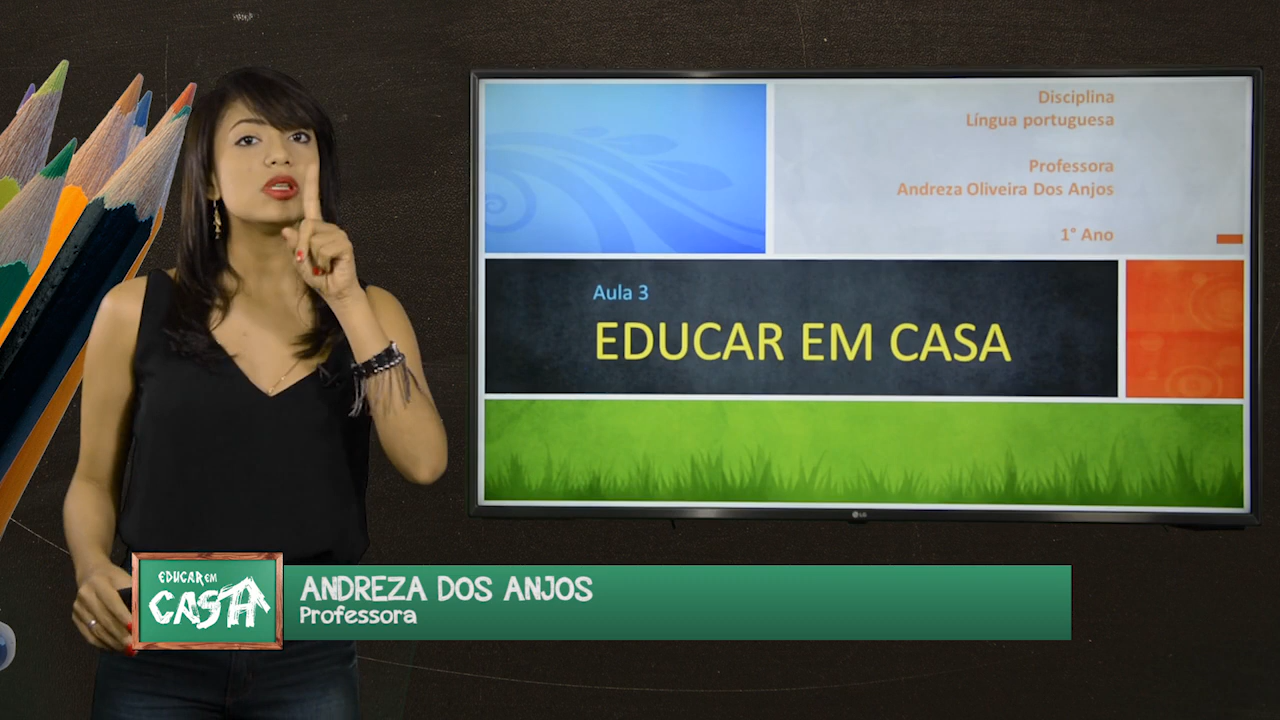 Disciplina
Língua portuguesa
Professora
Andreza Oliveira Dos Anjos
1° Ano
Aula 3
EDUCAR EM CASA
LG
EDUCAR EM
CASA
ANDREZA DOS ANJOS
Professora